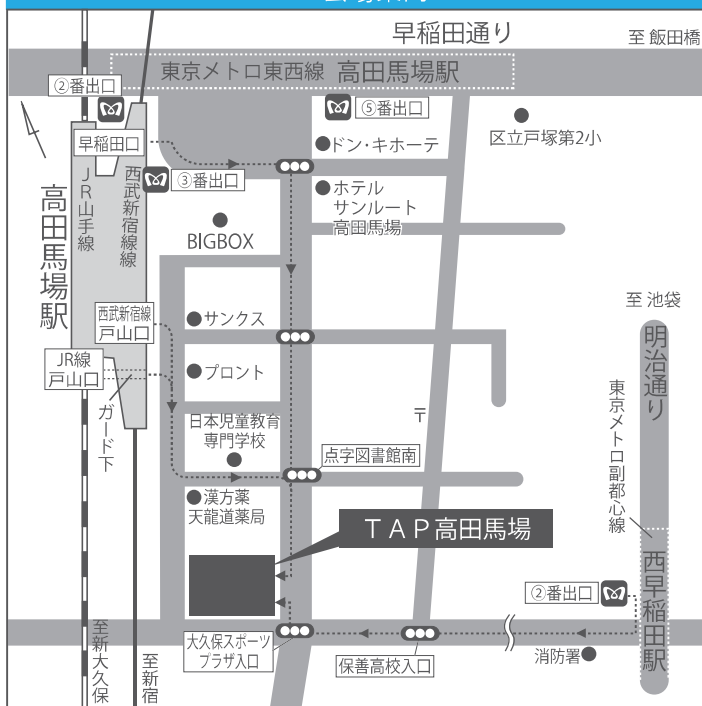 早稲田通り
至 飯田橋
東京メトロ東西線 高田馬場駅
②番出口
⑤番出口
早稲田口
ドン・キホーテ
区立戸塚第2小
JR山手線
西武新宿線線
③番出口
高田馬場駅
ホテル
サンルート
高田馬場
BIGBOX
至 池袋
西武新宿線
戸山口
サンクス
明治通り
JR線
戸山口
プロント
東京メトロ副都心線
ガード下
〒
日本児童教育
専門学校
点字図書館南
漢方薬
天龍道薬局
TAP高田馬場
西早稲田駅
②番出口
至新大久保
至新宿
大久保スポーツ
プラザ入口
保善高校入口
消防署